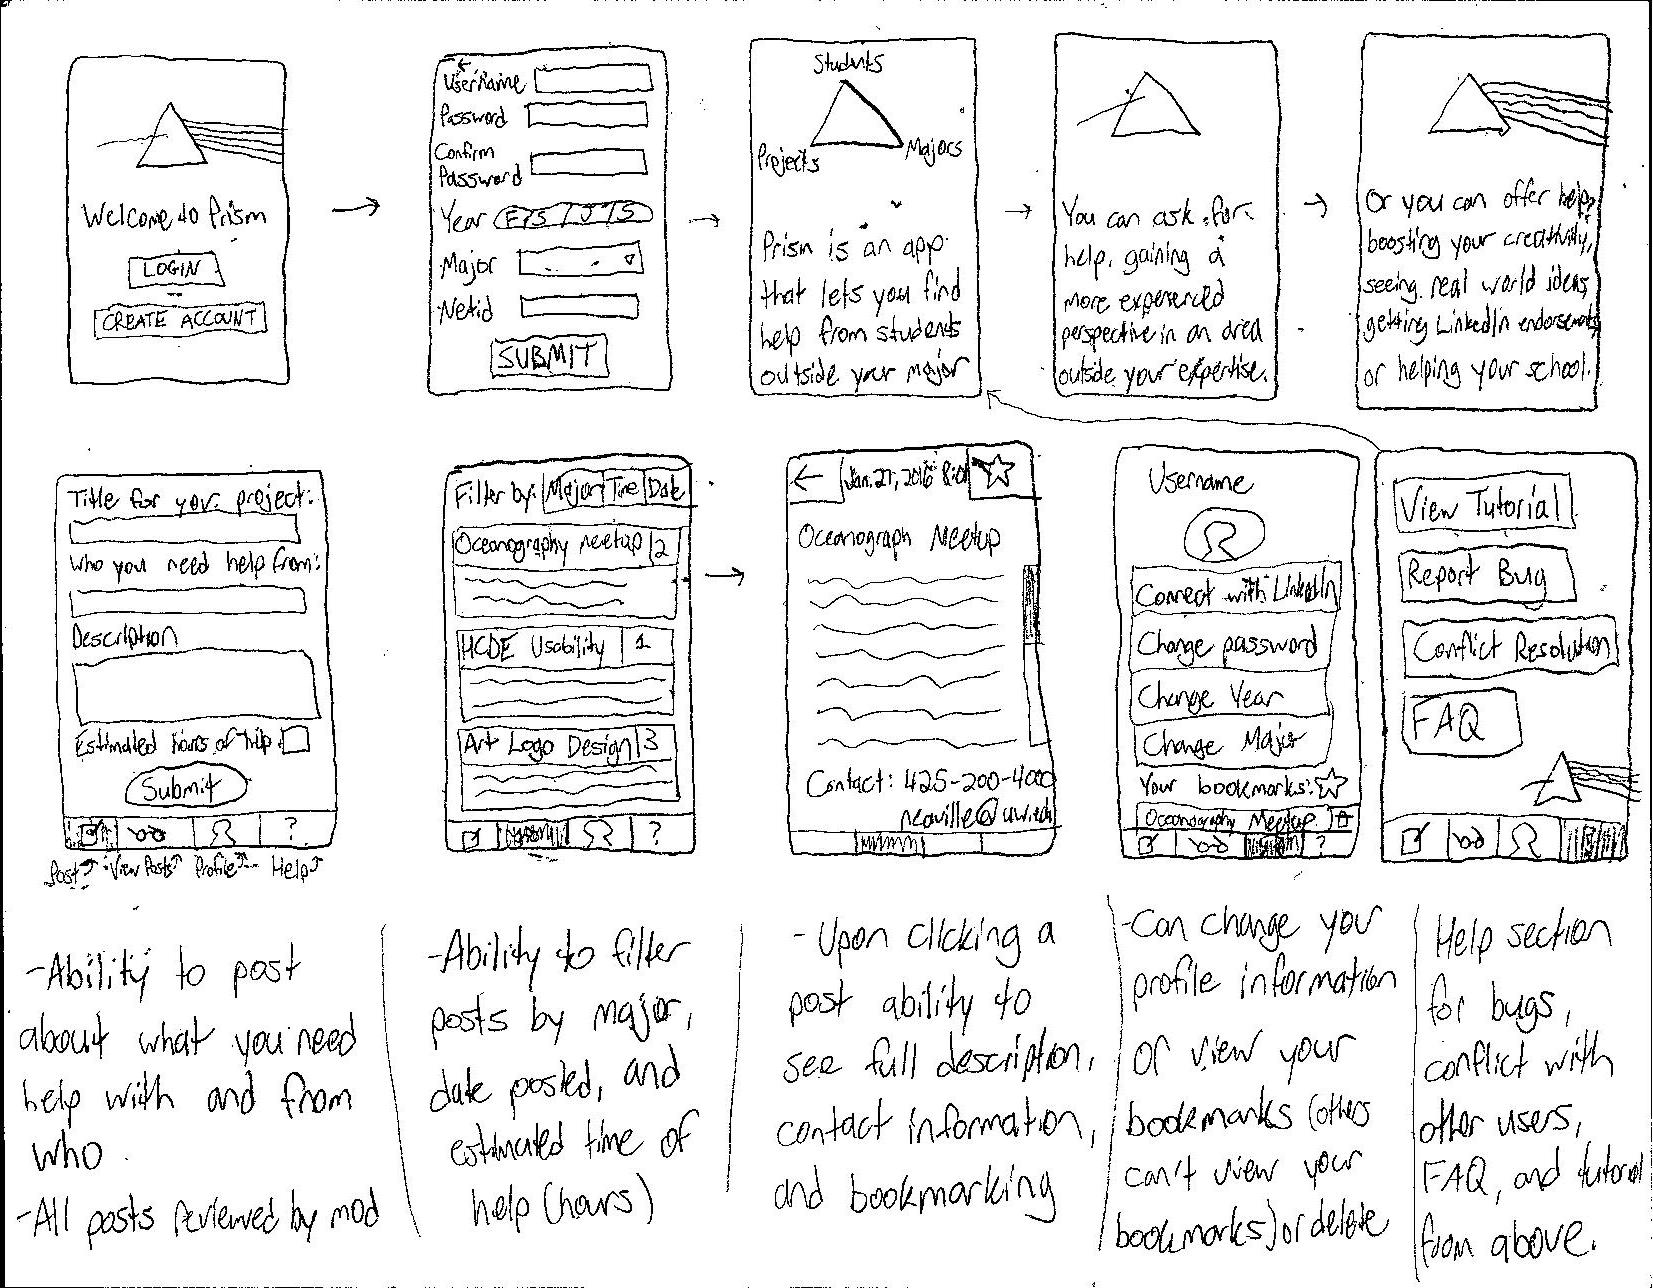 Welcome to Prism
LOGIN
CREATE ACCOUNT
Username
Password
Confirm
Password
Year F/S/J/S
Major
Netid
SUBMIT
Students
Projects
Majors
Prism is an app
that lets you find
help from students
outside your major
You can ask for
help, gaining a
more experienced
perspective in an area
outside your expertise.
Or you can offer help,
boosting your creativity,
seeing real world ideas,
getting LinkedIn endorsements
or helping your school.
Title for your project:
Who you need help from:
Description
Estimated hours of help:
Submit
?
Post
View Posts
Profile
Help
Filter by: Major Time Date
Oceanography meetup 2
HCDE Usability 1
Art Logo Design 3
?
Jan. 27, 2016
Oceanograph Meetup
Contact: 425-200-4000
neaville@uw.edu
Username
Connect with LinkedIn
Change password
Change Year
Change Major
Your bookmarks:
Oceanography Meetup
?
View Tutorial
Report Bug
Conflict Resolution
FAQ
-Ability to post
about what you need
help with and from
who.
-All posts reviewed by mod
-Ability to filter
posts by major,
date posted, and
estimated time of
help (hours)
- Upon clicking a
post ability to
see full description,
contact information,
and bookmarking
-Can change your
profile information
or view your
bookmarks (others
can't view your
bookmarks) or delete
Help section
for bugs,
conflict with
other users,
FAQ, and tutorial
from above.